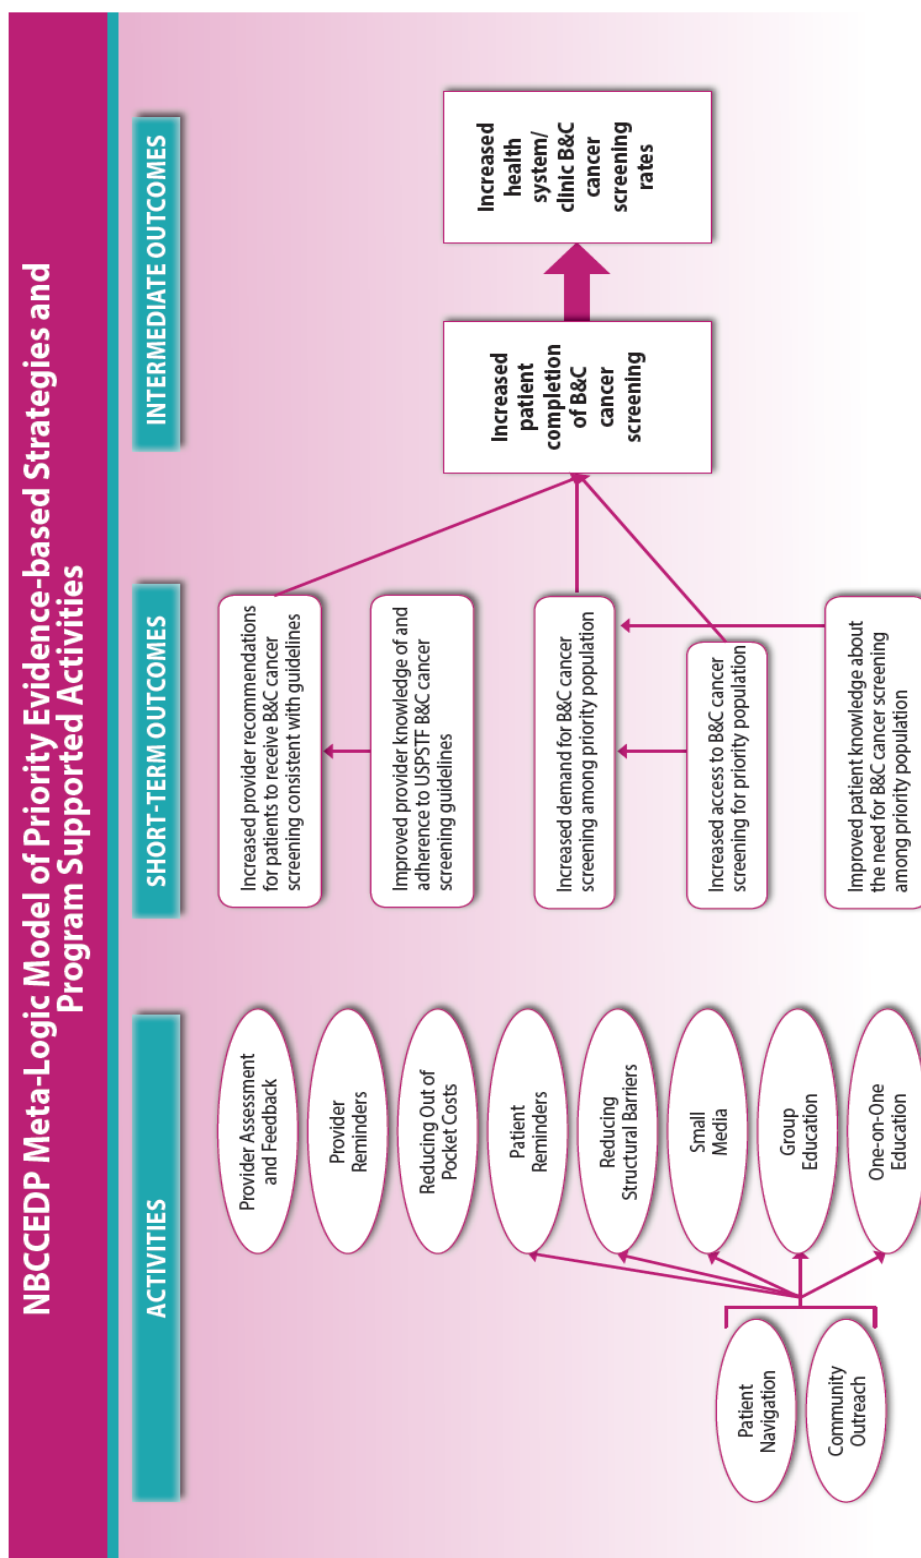 NBCCEDP Meta-Logic Model of Priority Evidence-based Strategies and
Program Supported Activities
ACTIVITIES
SHORT-TERM OUTCOMES
INTERMEDIATE OUTCOMES
Patient
Navigation
Community
Outreach
Provider Assessment
and Feedback
Provider
Reminders
Reducing Out of
Pocket Costs
Patient
Reminders
Reducing
Structural Barriers
Small
Media
Group
Education
One-on-One
Education
Increased provider recommendations
for patients to receive B&C cancer
screening consistent with guidelines
Improved provider knowledge of and
adherence to USPSTF B&C cancer
screening guidelines
Increased demand for B&C cancer
screening among priority population
Increased access to B&C cancer
screening for priority population
Improved patient knowledge about
the need for B&C cancer screening
among priority population
Increased
patient
completion
of B&C
cancer
screening
Increased
health
system/
clinic B&C
cancer
screening
rates